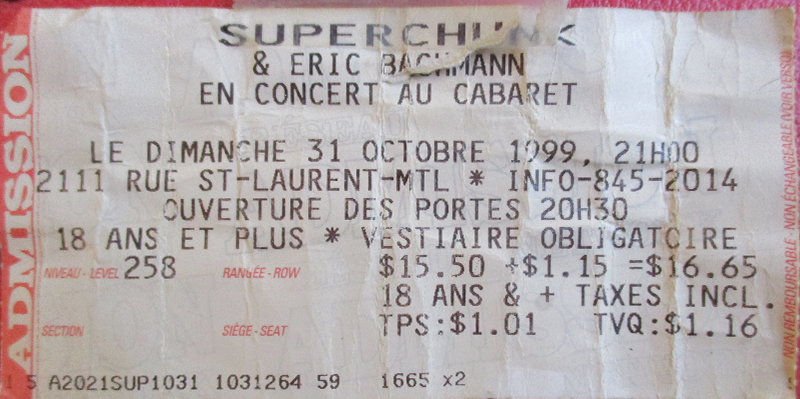 SUPERCHUNK
& ERIC BACHMANN
EN CONCERT AU CABARET
LE DIMANCHE 31 OCTOBRE 1999, 21H00
2111 RUE ST-LAURENT-MTL * INFO-845-2014
OUVERTURE DES PORTES 20H30
18 ANS ET PLUS * VESTIAIRE OBLIGATOIRE
NIVEAU - LEVEL 258 RANGÉE - ROW $15.50 +$1.15 =$16.65
18 ANS & + TAXES INCL.
SECTION SIÈGE - SEAT TPS:$1.01 TVQ:$1.16
A2021SUP1031 1031264 59 1665 x2
ADMISSION
NON REMBOURSABLE - NON ÉCHANGEABLE